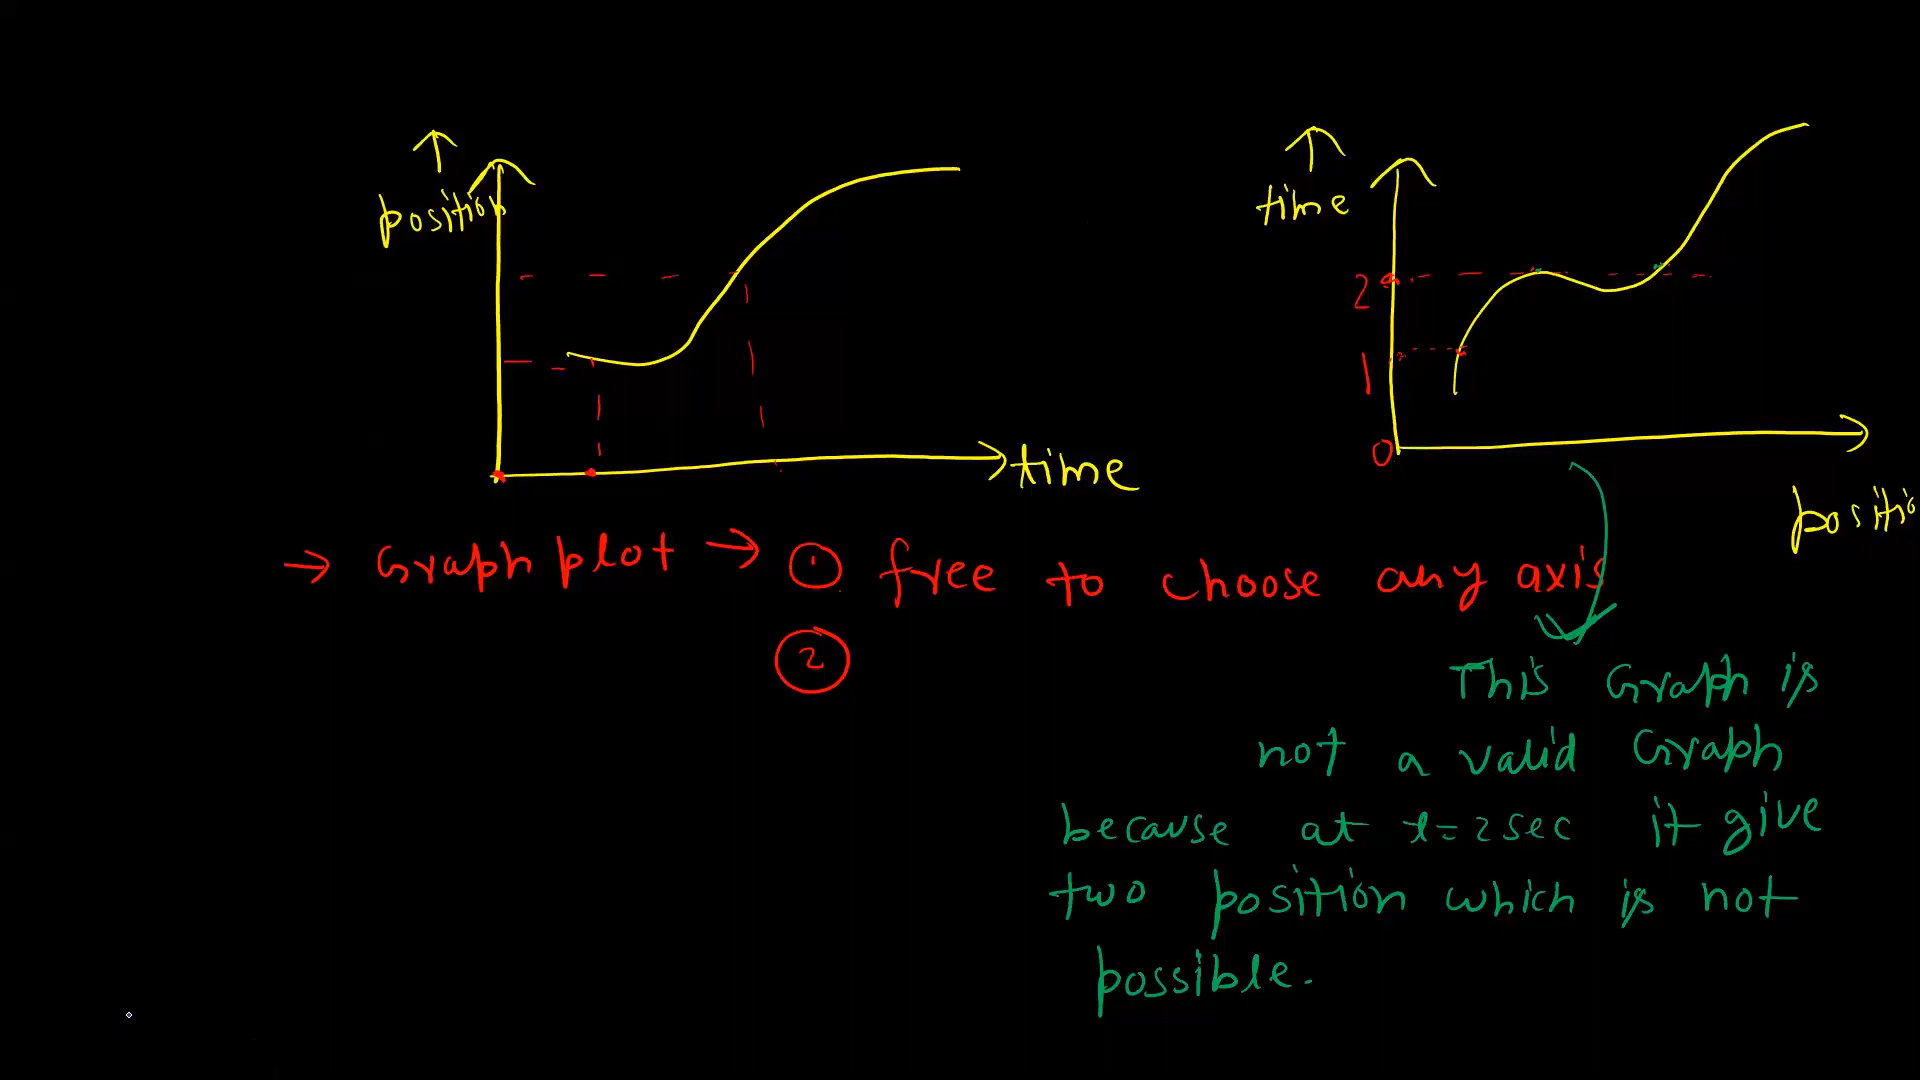 position
time
time
2
1
0
positio
→ Graph plot → ① free to choose any axis
②
This Graph is
not a valid Graph
because at t=2sec it give
two position which is not
possible.